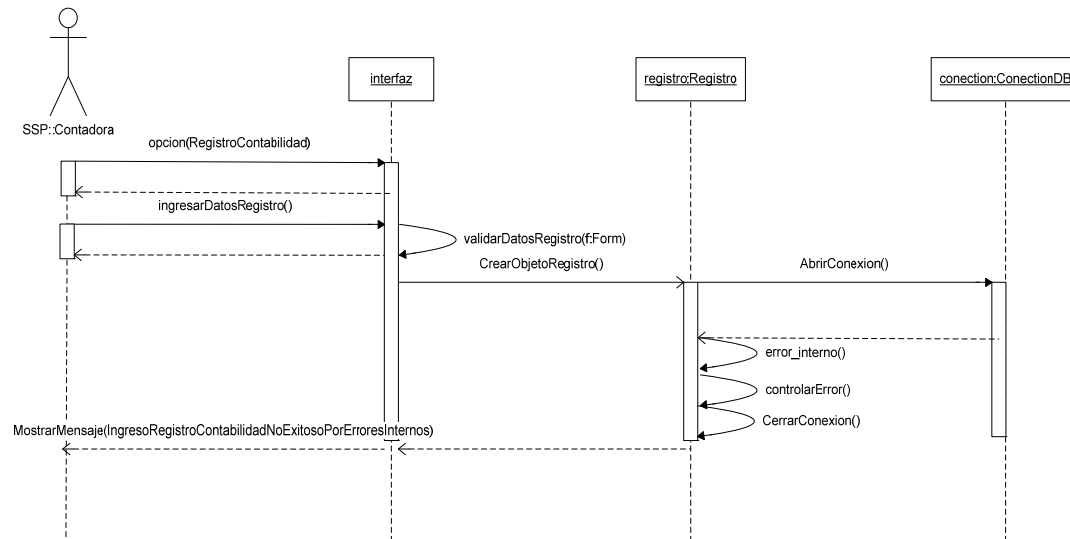 interfaz
registro:Registro
conection:ConectionDB
SSP::Contadora
opcion(RegistroContabilidad)
ingresarDatosRegistro()
validarDatosRegistro(f:Form)
CrearObjetoRegistro()
AbrirConexion()
error_interno()
controlarError()
CerrarConexion()
MostrarMensaje(IngresoRegistroContabilidadNoExitosoPorErroresInternos)